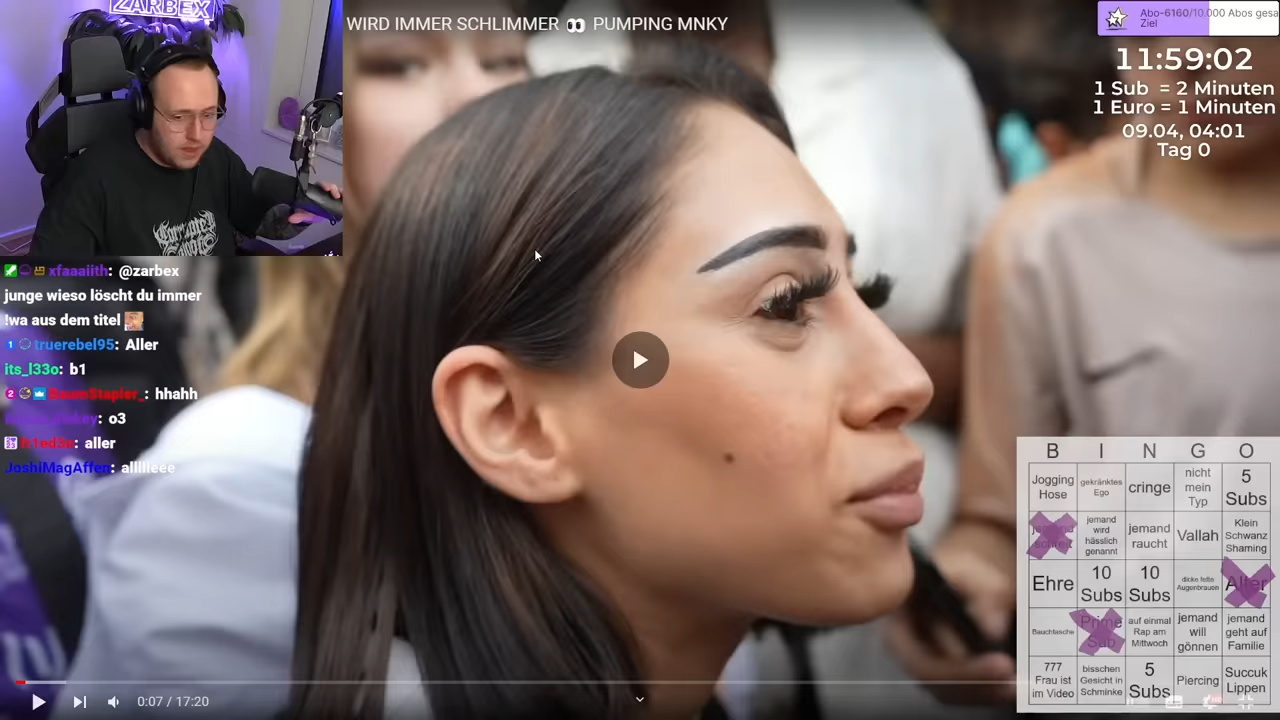 ZARBEX
WIRD IMMER SCHLIMMER 👀 PUMPING MNKY
Abo-6160/10.000 Abos gesa
Ziel
11:59:02
1 Sub = 2 Minuten
1 Euro = 1 Minuten
09.04, 04:01
Tag 0
xfaaaiith: @zarbex
junge wieso löscht du immer
!wa aus dem titel
truerebel95: Aller
its_l33o: b1
BaumStapler_: hhahh
: o3
: aller
JoshiMagAffen: alllleee
B I N G O
Jogging Hose
gekränktes Ego
cringe
nicht mein Typ
5 Subs
jemand wird hässlich genannt
jemand raucht
Vallah
Klein Schwanz Shaming
Ehre
10 Subs
10 Subs
dicke fette Augenbrauen
Alter
Bauchtasche
Prime Sub
auf einmal Rap am Mittwoch
jemand will gönnen
jemand geht auf Familie
777 Frau ist im Video
bisschen Gesicht in Schminke
5 Subs
Piercing
Succuk Lippen
0:07 / 17:20